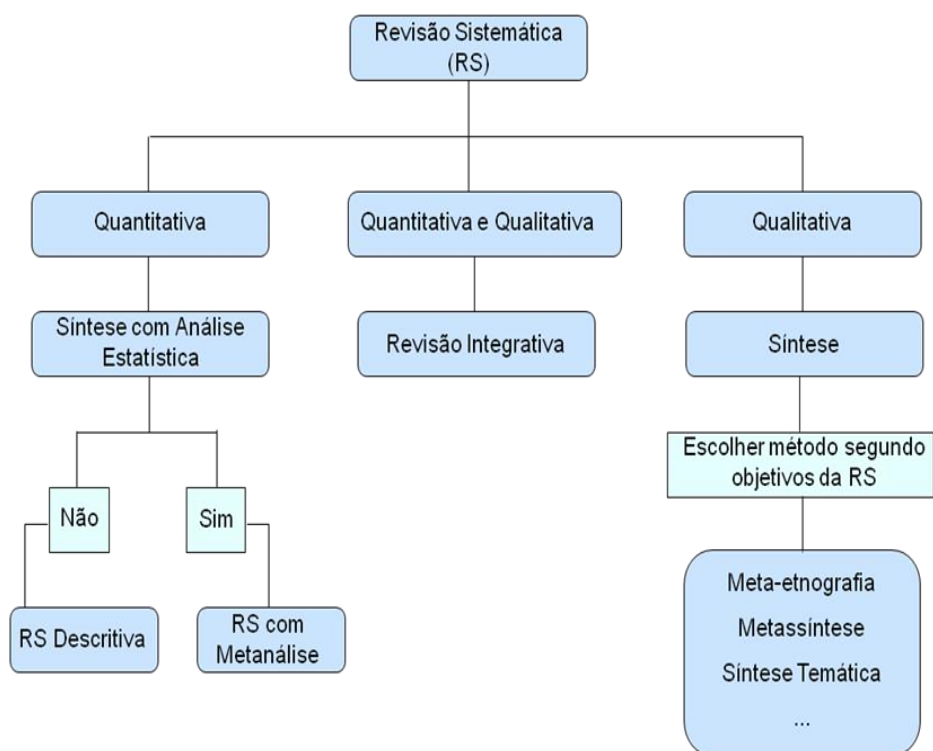 Revisão Sistemática
(RS)
Quantitativa
Quantitativa e Qualitativa
Qualitativa
Síntese com Análise
Estatística
Revisão Integrativa
Síntese
Escolher método segundo
objetivos da RS
Não
Sim
RS Descritiva
RS com
Metanálise
Meta-etnografia
Metassíntese
Síntese Temática
...